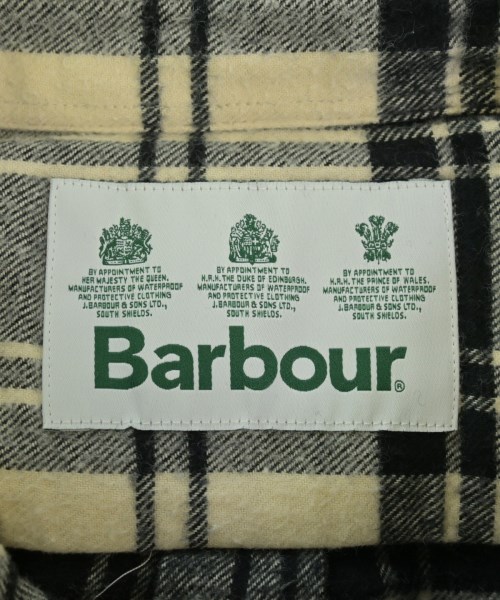 BY APPOINTMENT TO
HER MAJESTY THE QUEEN.
MANUFACTURERS OF WATERPROOF
AND PROTECTIVE CLOTHING
J.BARBOUR & SONS LTD.,
SOUTH SHIELDS.
BY APPOINTMENT TO
H.R.H. THE DUKE OF EDINBURGH.
MANUFACTURERS OF WATERPROOF
AND PROTECTIVE CLOTHING
J.BARBOUR & SONS LTD.,
SOUTH SHIELDS.
BY APPOINTMENT TO
H.R.H. THE PRINCE OF WALES.
MANUFACTURERS OF WATERPROOF
AND PROTECTIVE CLOTHING
J.BARBOUR & SONS LTD.,
SOUTH SHIELDS.
Barbour®